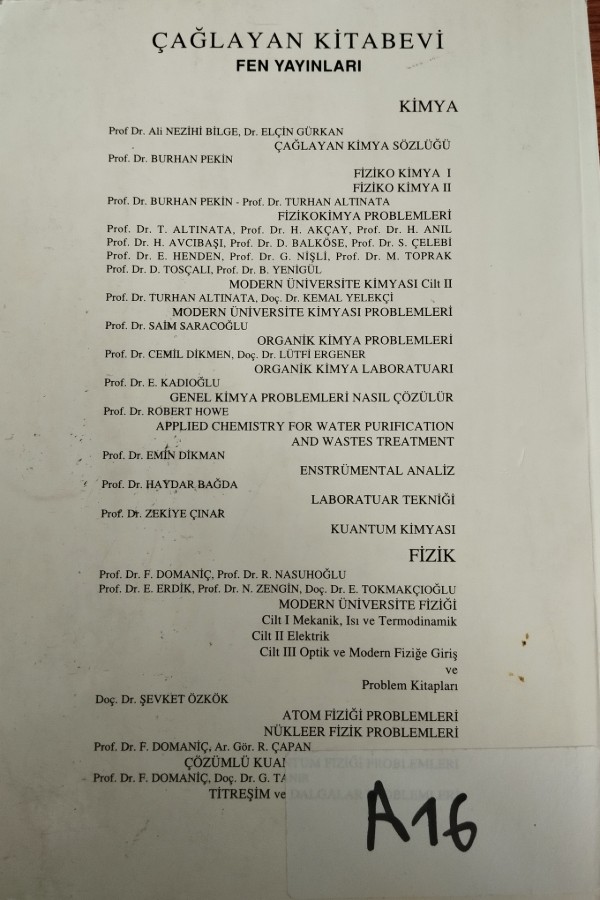 ÇAĞLAYAN KİTABEVİ
FEN YAYINLARI
KİMYA
Prof Dr. Ali NEZİHİ BİLGE, Dr. ELÇİN GÜRKAN
ÇAĞLAYAN KİMYA SÖZLÜĞÜ
Prof. Dr. BURHAN PEKİN
FİZİKO KİMYA I
FİZİKO KİMYA II
Prof. Dr. BURHAN PEKİN - Prof. Dr. TURHAN ALTINATA
FİZİKOKİMYA PROBLEMLERİ
Prof. Dr. T. ALTINATA, Prof. Dr. H. AKÇAY, Prof. Dr. H. ANIL
Prof. Dr. H. AVCIBAŞI, Prof. Dr. D. BALKÖSE, Prof. Dr. S. ÇELEBİ
Prof. Dr. E. HENDEN, Prof. Dr. G. NİŞLİ, Prof. Dr. M. TOPRAK
Prof. Dr. D. TOSÇALI, Prof. Dr. B. YENİGÜL
MODERN ÜNİVERSİTE KİMYASI Cilt II
Prof. Dr. TURHAN ALTINATA, Doç. Dr. KEMAL YELEKÇİ
MODERN ÜNİVERSİTE KİMYASI PROBLEMLERİ
Prof. Dr. SAİM SARACOĞLU
ORGANİK KİMYA PROBLEMLERİ
Prof. Dr. CEMİL DİKMEN, Doç. Dr. LÜTFİ ERGENER
ORGANİK KİMYA LABORATUARI
Prof. Dr. E. KADIOĞLU
GENEL KİMYA PROBLEMLERİ NASIL ÇÖZÜLÜR
Prof. Dr. ROBERT HOWE
APPLIED CHEMISTRY FOR WATER PURIFICATION
AND WASTES TREATMENT
Prof. Dr. EMİN DİKMAN
ENSTRÜMENTAL ANALİZ
Prof. Dr. HAYDAR BAĞDA
LABORATUAR TEKNİĞİ
Prof. Dr. ZEKİYE ÇINAR
KUANTUM KİMYASI
FİZİK
Prof. Dr. F. DOMANİÇ, Prof. Dr. R. NASUHOĞLU
Prof. Dr. E. ERDİK, Prof. Dr. N. ZENGİN, Doç. Dr. E. TOKMAKÇIOĞLU
MODERN ÜNİVERSİTE FİZİĞİ
Cilt I Mekanik, Isı ve Termodinamik
Cilt II Elektrik
Cilt III Optik ve Modern Fiziğe Giriş
ve
Problem Kitapları
Doç. Dr. ŞEVKET ÖZKÖK
ATOM FİZİĞİ PROBLEMLERİ
NÜKLEER FİZİK PROBLEMLERİ
Prof. Dr. F. DOMANİÇ, Ar. Gör. R. ÇAPAN
ÇÖZÜMLÜ KUANTUM FİZİĞİ PROBLEMLERİ
Prof. Dr. F. DOMANİÇ, Doç. Dr. G.
TİTREŞİM ve DALGALAR PROBLEMLERİ
A16